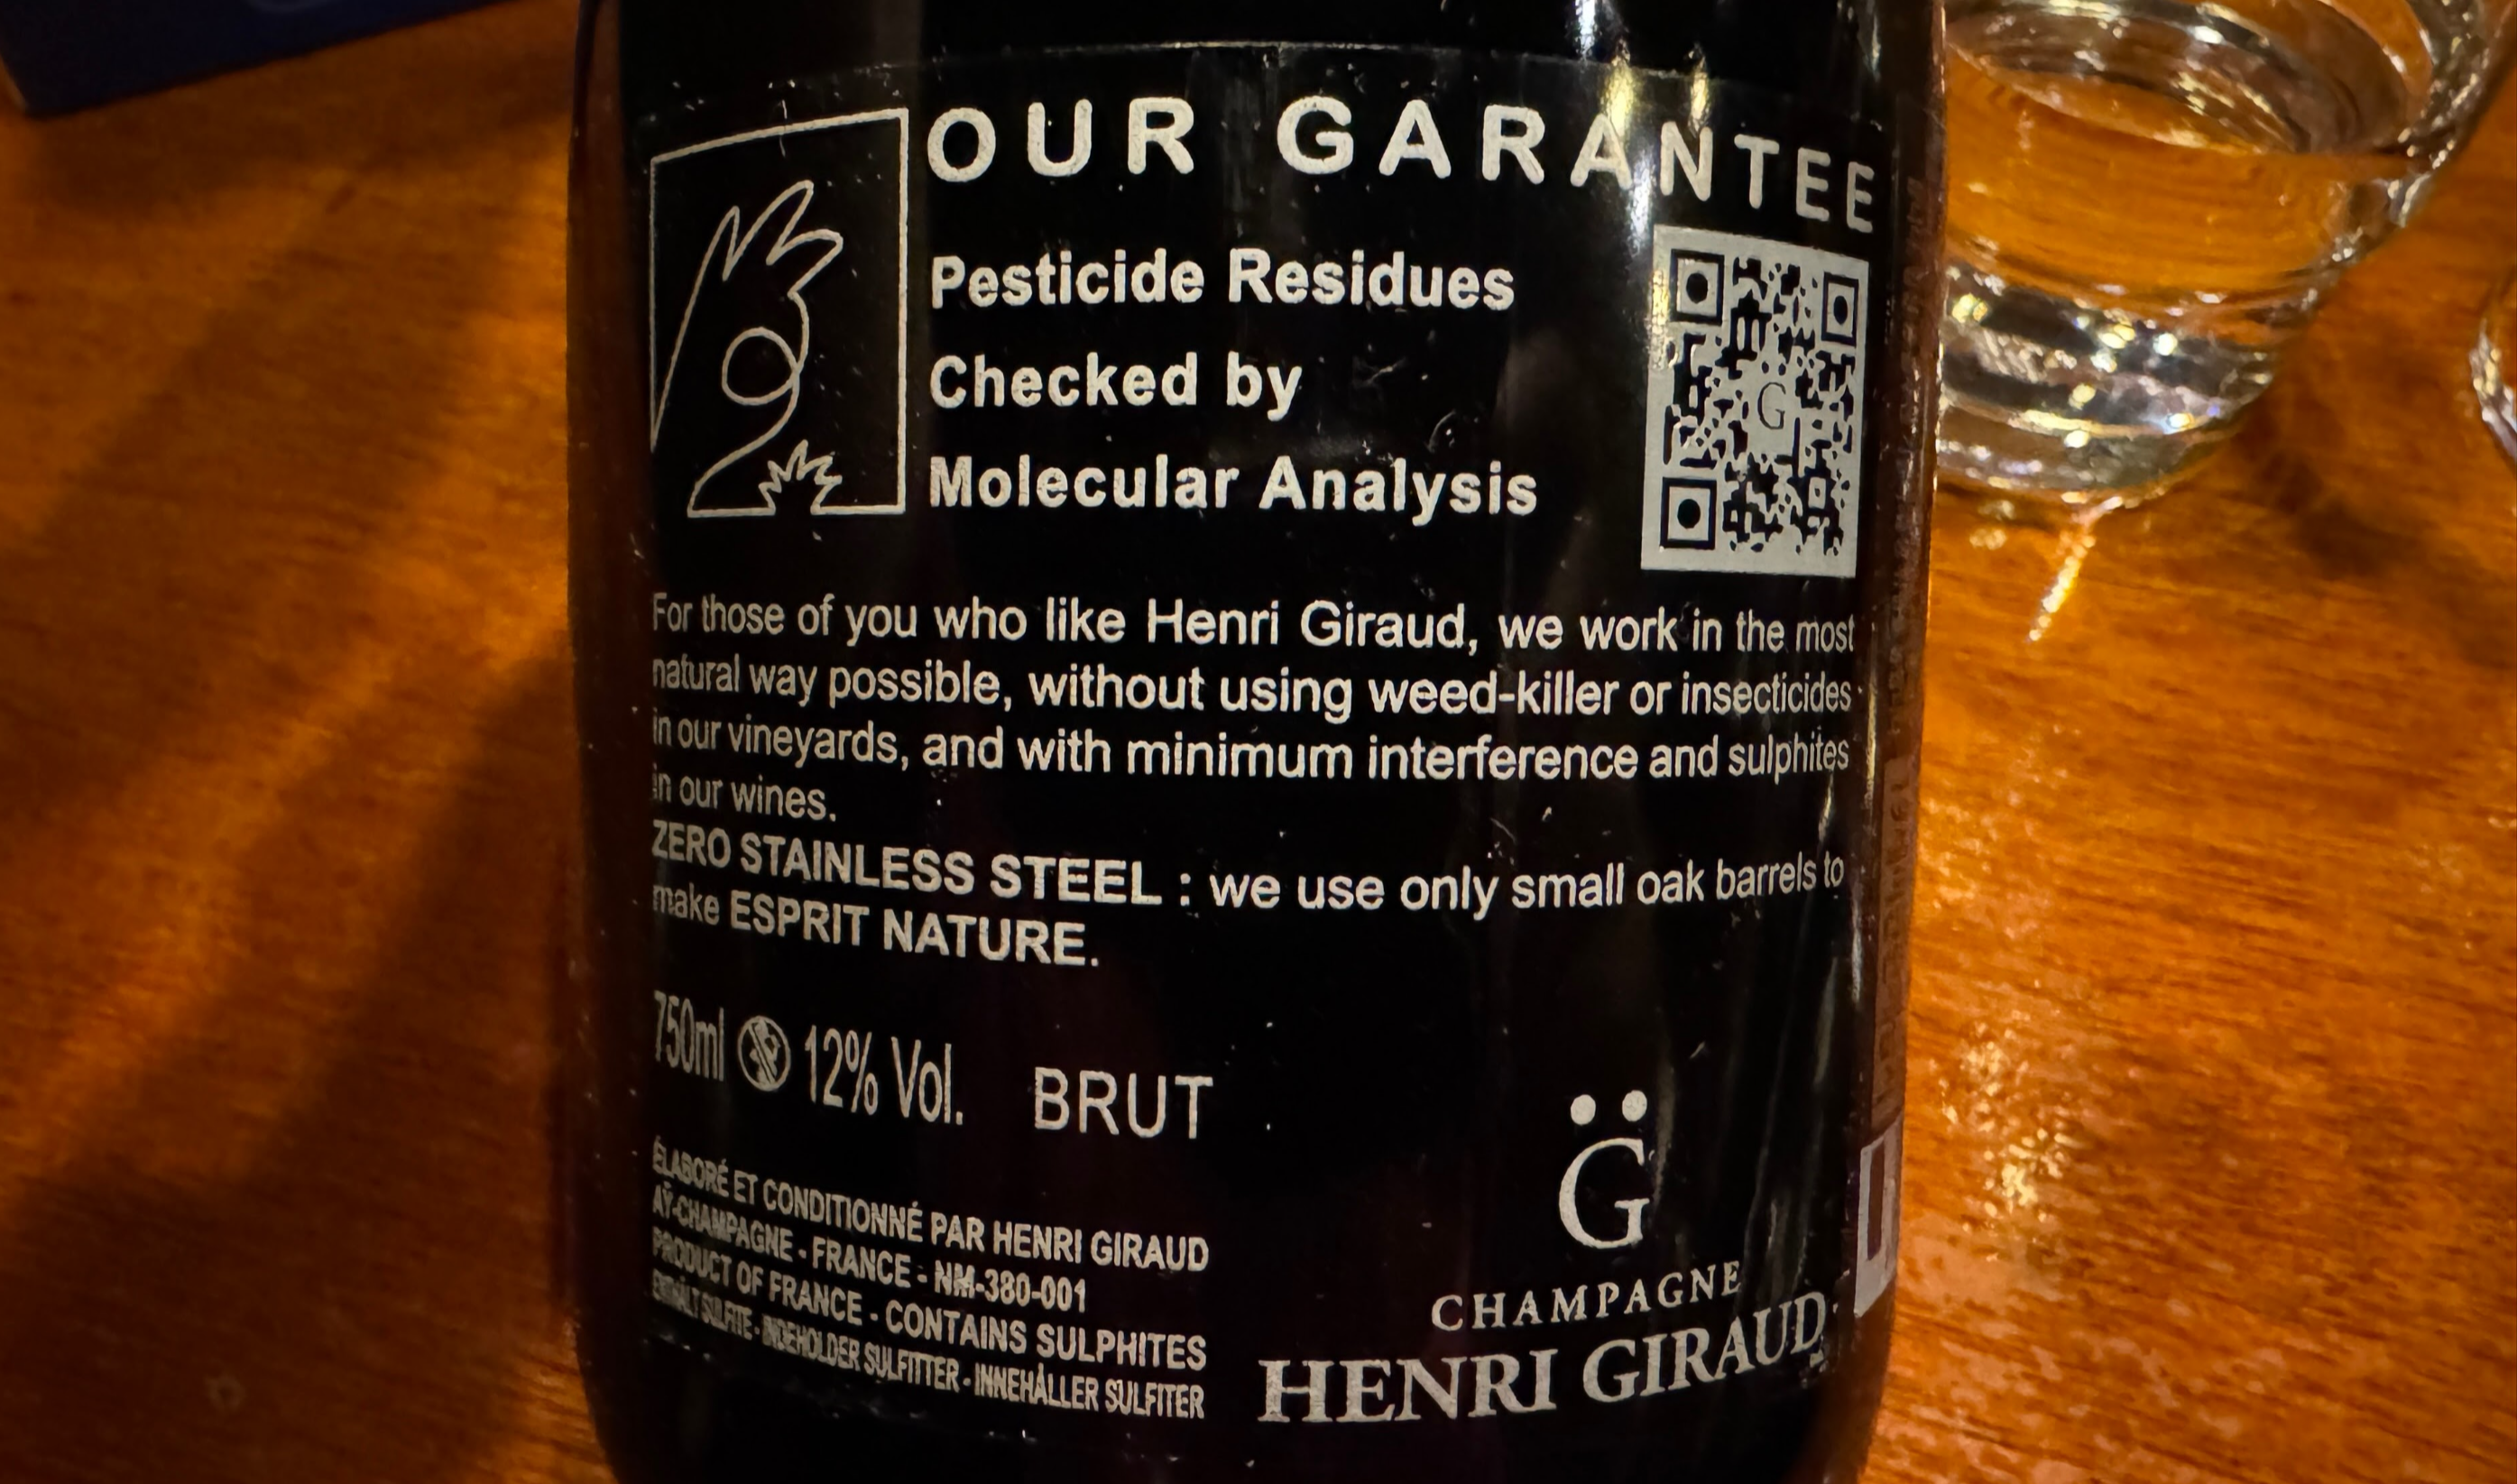 OUR GARANTEE
Pesticide Residues
Checked by
Molecular Analysis
G
For those of you who like Henri Giraud, we work in the most
natural way possible, without using weed-killer or insecticides
in our vineyards, and with minimum interference and sulphites
in our wines.
ZERO STAINLESS STEEL : we use only small oak barrels to
make ESPRIT NATURE.
750ml 12% Vol. BRUT
ÉLABORÉ ET CONDITIONNÉ PAR HENRI GIRAUD
AŸ-CHAMPAGNE - FRANCE - NM-380-001
PRODUCT OF FRANCE - CONTAINS SULPHITES
ENTHÄLT SULFITE - INDEHOLDER SULFITTER - INNEHÅLLER SULFITER
G
CHAMPAGNE
HENRI GIRAUD